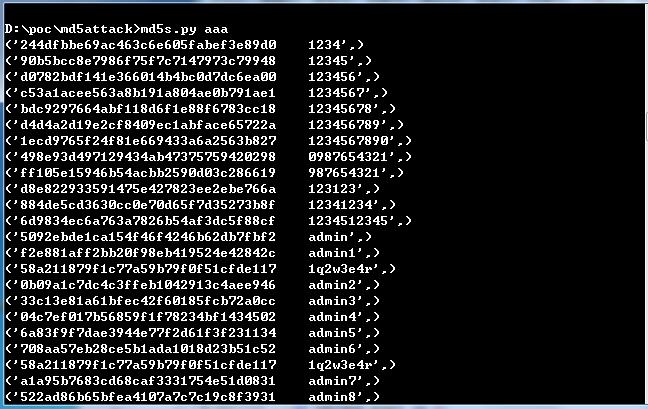 D:\poc\md5attack>md5s.py aaa
('244dfbbe69ac463c6e605fabef3e89d0    1234',)
('90b5bcc8e7986f75f7c7147973c79948    12345',)
('d0782bdf141e366014b4bc0d7dc6ea00    123456',)
('c53a1acee563a8b191a804ae0b791ae1    1234567',)
('bdc9297664abf118d6f1e88f6783cc18    12345678',)
('d4d4a2d19e2cf8409ec1abface65722a    123456789',)
('1ecd9765f24f81e669433a6a2563b827    1234567890',)
('498e93d497129434ab47375759420298    0987654321',)
('ff105e15946b54acbb2590d03c286619    987654321',)
('d8e822933591475e427823ee2ebe766a    123123',)
('884de5cd3630cc0e70d65f7d35273b8f    12341234',)
('6d9834ec6a763a7826b54af3dc5f88cf    1234512345',)
('5092ebde1ca154f46f4246b62db7fbf2    admin',)
('f2e881aff2bb20f98eb419524e42842c    admin1',)
('58a211879f1c77a59b79f0f51cfde117    1q2w3e4r',)
('0b09a1c7dc4c3ffeb1042913c4aee946    admin2',)
('33c13e81a61bfec42f60185fcb72a0cc    admin3',)
('04c7ef017b56859f1f78234bf1434502    admin4',)
('6a83f9f7dae3944e77f2d61f3f231134    admin5',)
('708aa57eb28ce5b1ada1018d23b51c52    admin6',)
('58a211879f1c77a59b79f0f51cfde117    1q2w3e4r',)
('a1a95b7683cd68caf3331754e51d0831    admin7',)
('522ad86b65bfea4107a7c7c19c8f3931    admin8',)